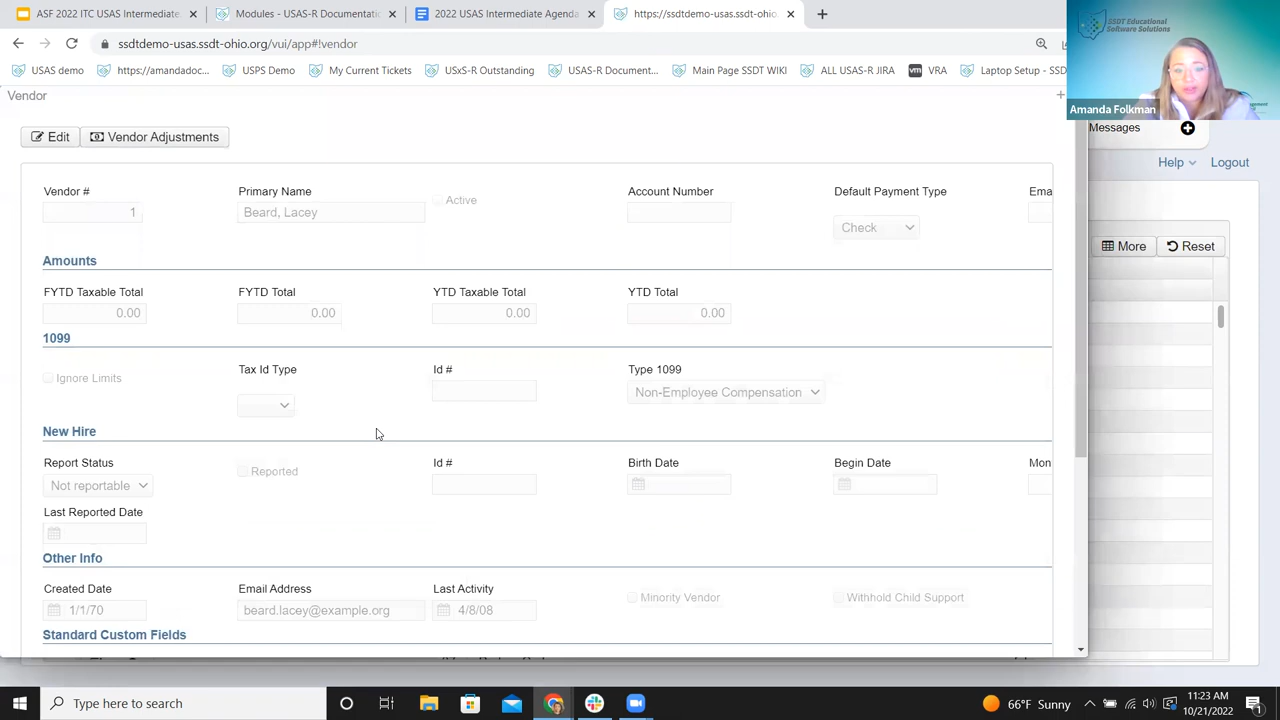 ASF 2022 ITC USAS Intermediate
Modules - USAS-R Documentation
2022 USAS Intermediate Agenda
https://ssdtdemo-usas.ssdt-ohio.
ssdtdemo-usas.ssdt-ohio.org/vui/app#!vendor
USAS demo
https://amandadoc...
USPS Demo
My Current Tickets
USxS-R Outstanding
USAS-R Document...
Main Page SSDT WIKI
ALL USAS-R JIRA
vm
VRA
Laptop Setup - SSD
SSDT Educational
Software Solutions
Amanda Folkman
Vendor
Messages
Help
Logout
Edit
Vendor Adjustments
More
Reset
Vendor #
Primary Name
Active
Account Number
Default Payment Type
Ema
1
Beard, Lacey
Check
Amounts
FYTD Taxable Total
FYTD Total
YTD Taxable Total
YTD Total
0.00
0.00
0.00
0.00
1099
Ignore Limits
Tax Id Type
Id #
Type 1099
Non-Employee Compensation
New Hire
Report Status
Reported
Id #
Birth Date
Begin Date
Mon
Not reportable
Last Reported Date
Other Info
Created Date
Email Address
Last Activity
Minority Vendor
Withhold Child Support
1/1/70
beard.lacey@example.org
4/8/08
Standard Custom Fields
Type here to search
66°F Sunny
11:23 AM
10/21/2022
1